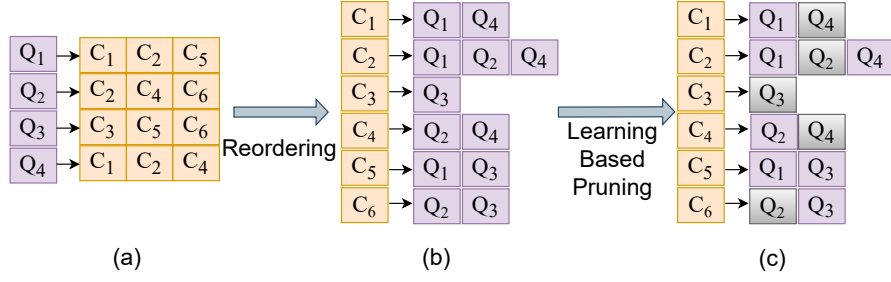 Q1 C1 C2 C5
Q2 C2 C4 C6
Q3 C3 C5 C6
Q4 C1 C2 C4
(a)
Reordering
C1 Q1 Q4
C2 Q1 Q2 Q4
C3 Q3
C4 Q2 Q4
C5 Q1 Q3
C6 Q2 Q3
(b)
Learning
Based
Pruning
C1 Q1 Q4
C2 Q1 Q2 Q4
C3 Q3
C4 Q2 Q4
C5 Q1 Q3
C6 Q2 Q3
(c)